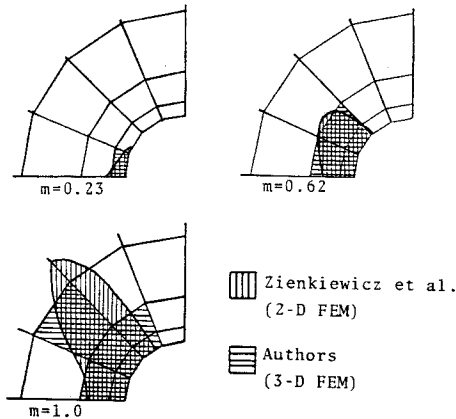 m=0.23
m=0.62
m=1.0
Zienkiewicz et al.
(2-D FEM)
Authors
(3-D FEM)